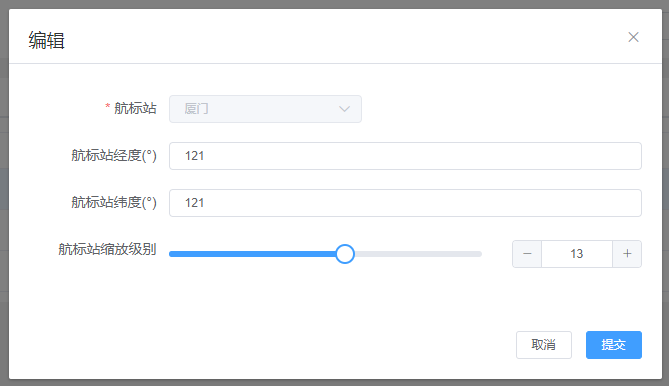 编辑
* 航标站
厦门
航标站经度(°)
121
航标站纬度(°)
121
航标站缩放级别
13
取消
提交